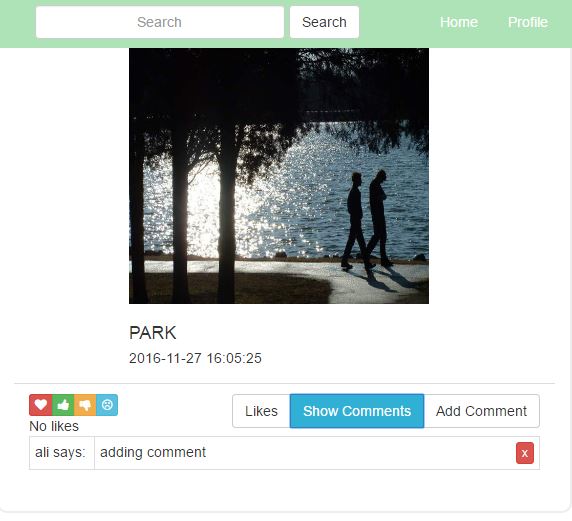 Search Search Home Profile
PARK
2016-11-27 16:05:25
Likes Show Comments Add Comment
No likes
ali says: adding comment x